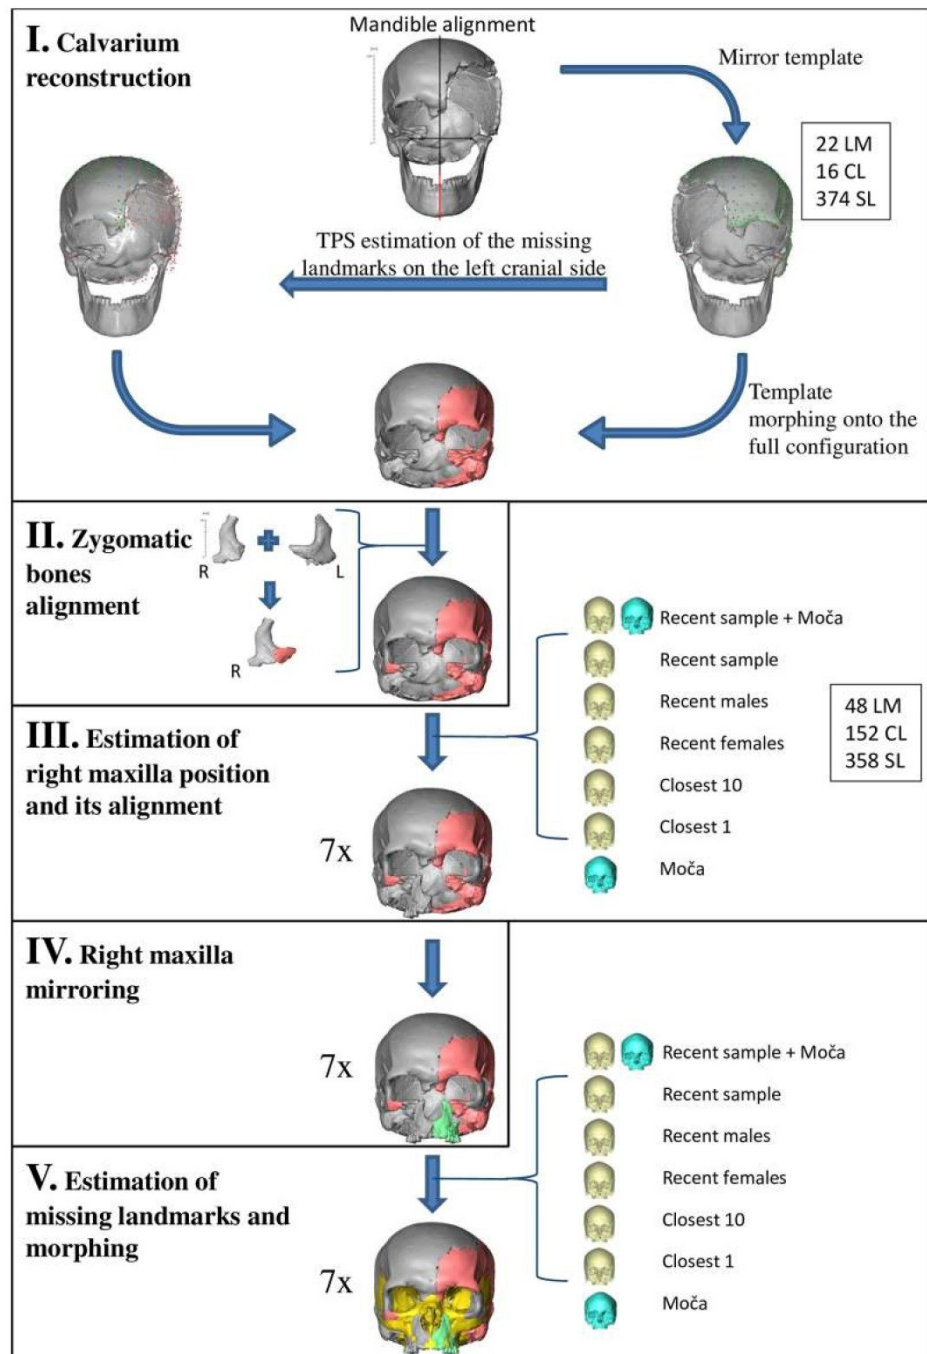 I. Calvarium
reconstruction
Mandible alignment
Mirror template
22 LM
16 CL
374 SL
TPS estimation of the missing
landmarks on the left cranial side
Template
morphing onto the
full configuration
II. Zygomatic
bones
alignment
R
L
R
III. Estimation of
right maxilla position
and its alignment
7x
Recent sample + Moča
Recent sample
Recent males
Recent females
Closest 10
Closest 1
Moča
48 LM
152 CL
358 SL
IV. Right maxilla
mirroring
7x
V. Estimation of
missing landmarks and
morphing
7x
Recent sample + Moča
Recent sample
Recent males
Recent females
Closest 10
Closest 1
Moča